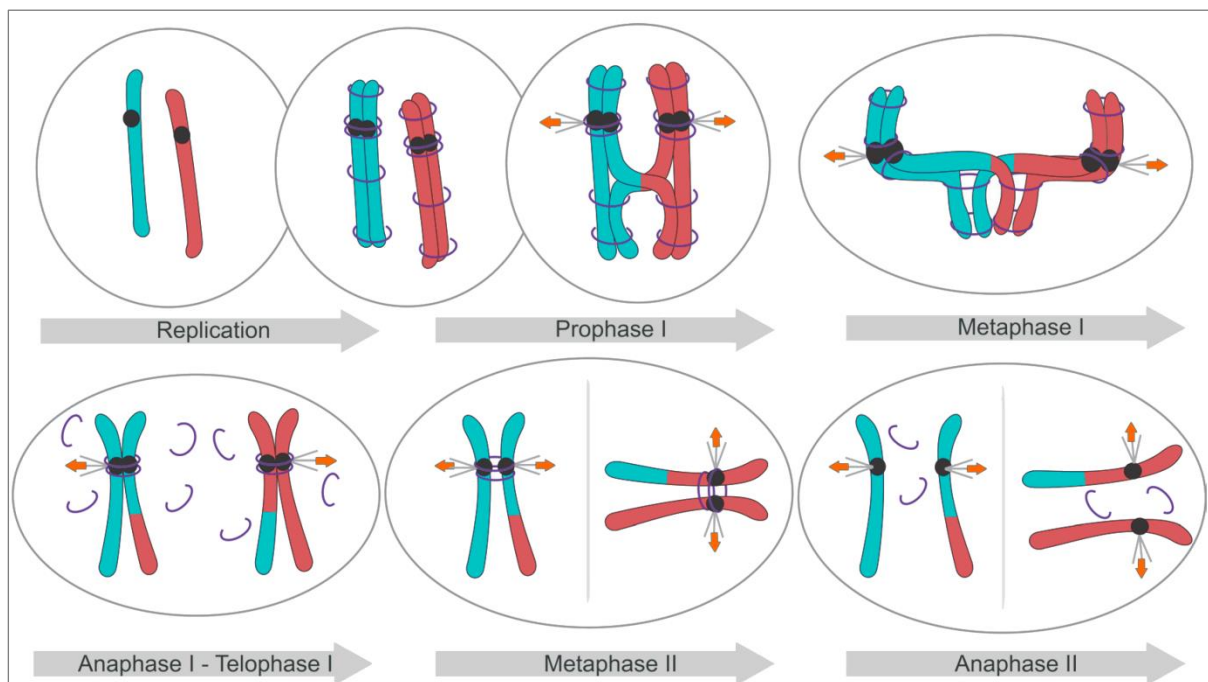 Replication
Prophase I
Metaphase I
Anaphase I - Telophase I
Metaphase II
Anaphase II